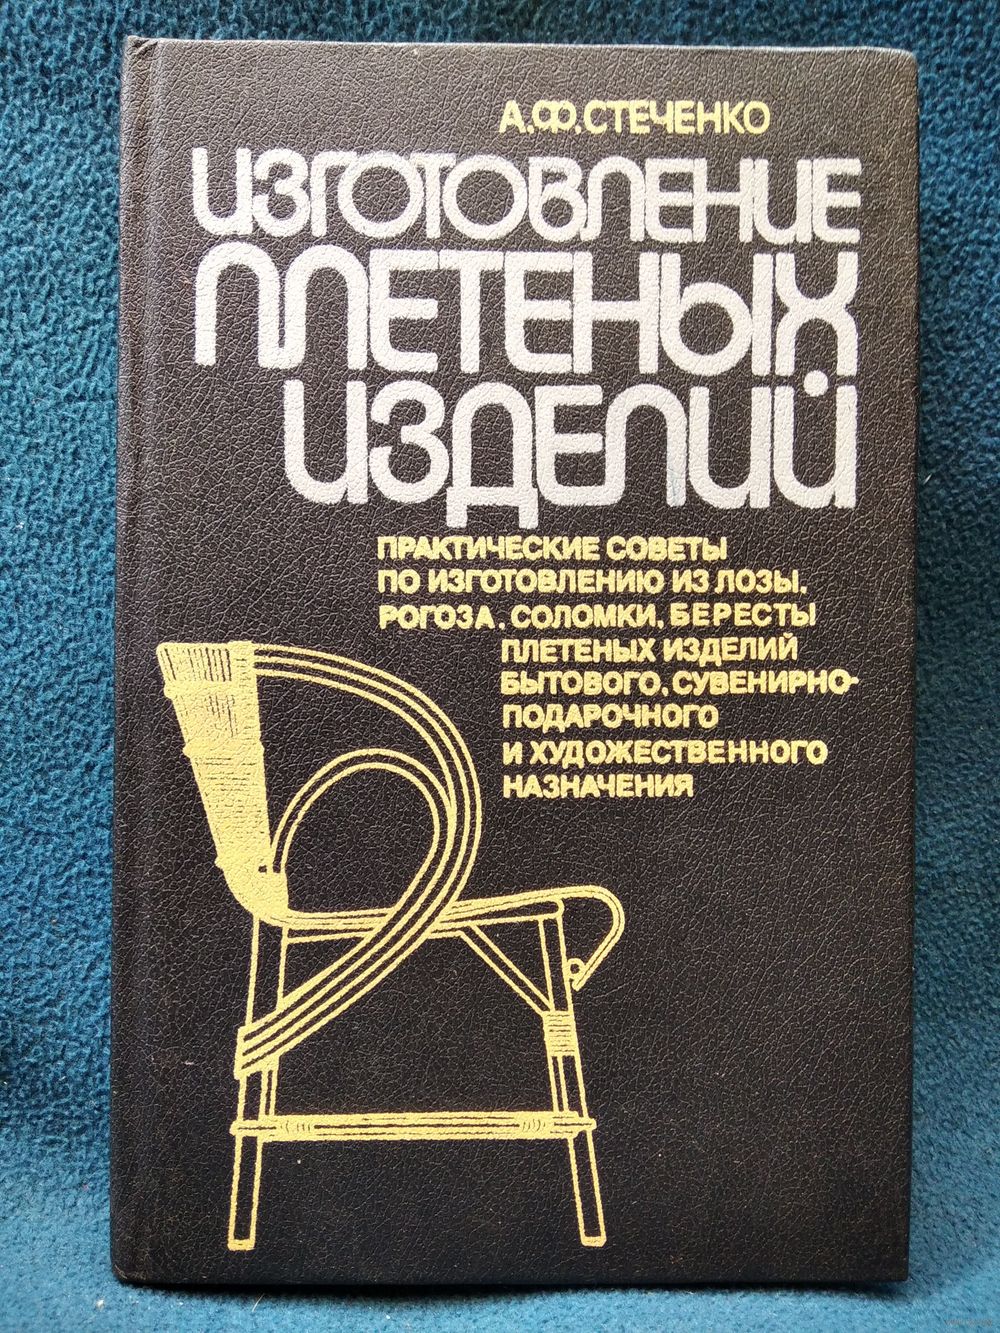 А.Ф.СТЕЧЕНКО
ИЗГОТОВЛЕНИЕ
ПЛЕТЕНЫХ
ИЗДЕЛИЙ
ПРАКТИЧЕСКИЕ СОВЕТЫ
ПО ИЗГОТОВЛЕНИЮ ИЗ ЛОЗЫ,
РОГОЗА, СОЛОМКИ, БЕРЕСТЫ
ПЛЕТЕНЫХ ИЗДЕЛИЙ
БЫТОВОГО, СУВЕНИРНО-
ПОДАРОЧНОГО
И ХУДОЖЕСТВЕННОГО
НАЗНАЧЕНИЯ